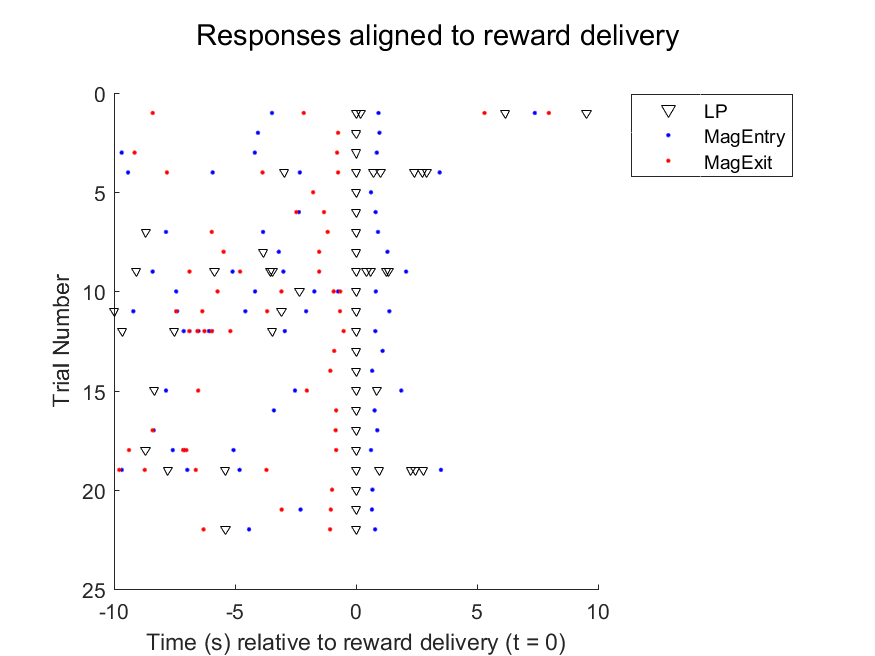 Responses aligned to reward delivery
LP
MagEntry
MagExit
0
5
10
15
20
25
Trial Number
-10 -5 0 5 10
Time (s) relative to reward delivery (t = 0)